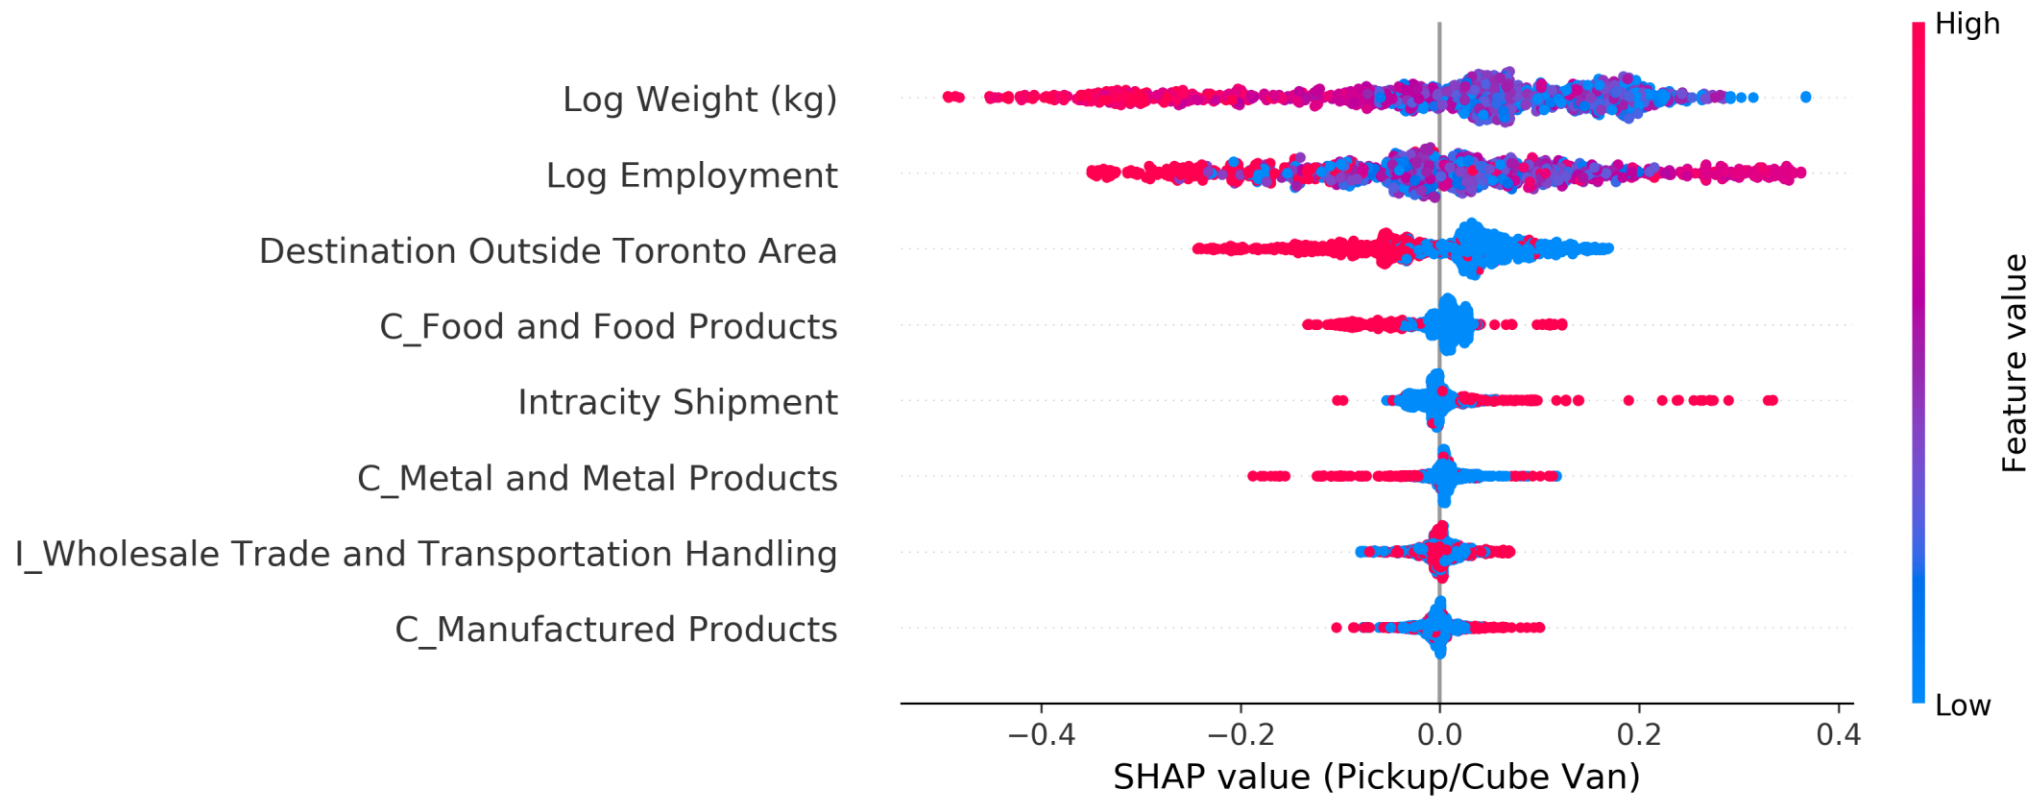 High
Log Weight (kg)
Log Employment
Destination Outside Toronto Area
C_Food and Food Products
Intracity Shipment
C_Metal and Metal Products
I_Wholesale Trade and Transportation Handling
C_Manufactured Products
Feature value
Low
−0.4 −0.2 0.0 0.2 0.4
SHAP value (Pickup/Cube Van)